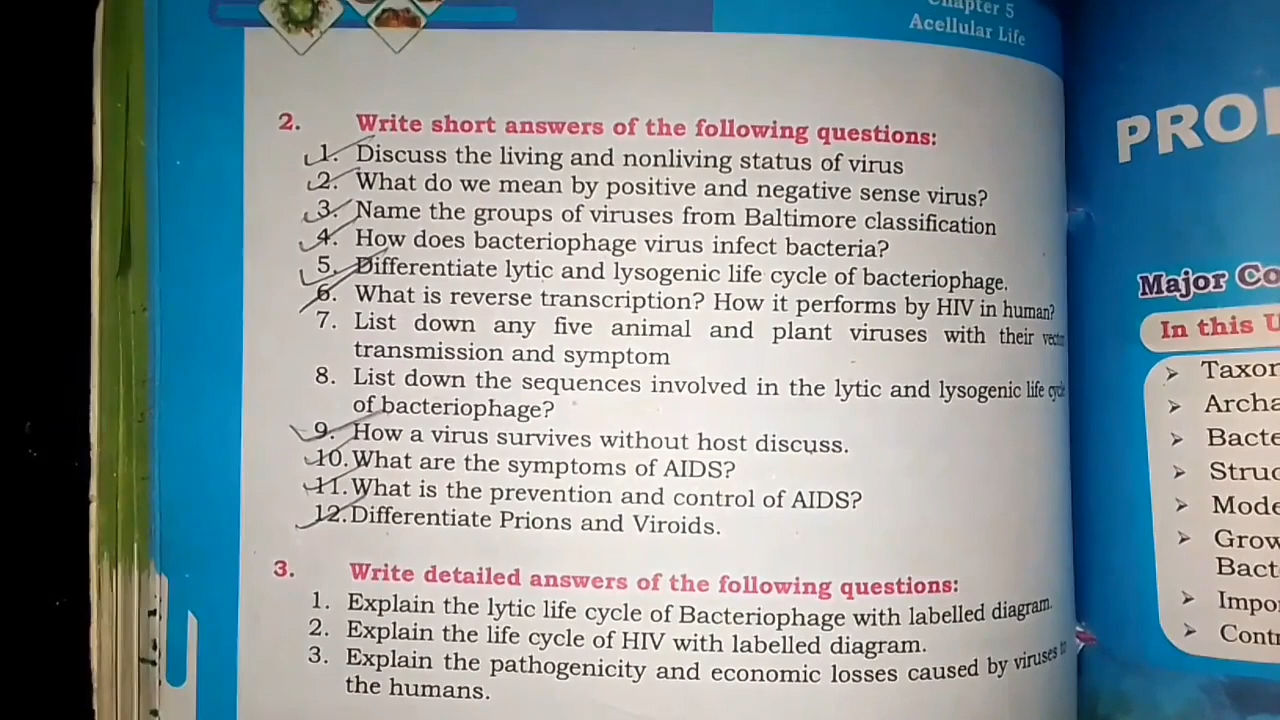 Chapter 5
Acellular Life
2. Write short answers of the following questions:
1. Discuss the living and nonliving status of virus
2. What do we mean by positive and negative sense virus?
3. Name the groups of viruses from Baltimore classification
4. How does bacteriophage virus infect bacteria?
5. Differentiate lytic and lysogenic life cycle of bacteriophage.
6. What is reverse transcription? How it performs by HIV in human?
7. List down any five animal and plant viruses with their
transmission and symptom
8. List down the sequences involved in the lytic and lysogenic life
of bacteriophage?
9. How a virus survives without host discuss.
10. What are the symptoms of AIDS?
11. What is the prevention and control of AIDS?
12. Differentiate Prions and Viroids.
3. Write detailed answers of the following questions:
1. Explain the lytic life cycle of Bacteriophage with labelled diagram.
2. Explain the life cycle of HIV with labelled diagram.
3. Explain the pathogenicity and economic losses caused by viruses
the humans.
PRO
Major Co
In this U
Taxor
Archa
Bacte
Struc
Mode
Grow
Bact
Impo
Cont